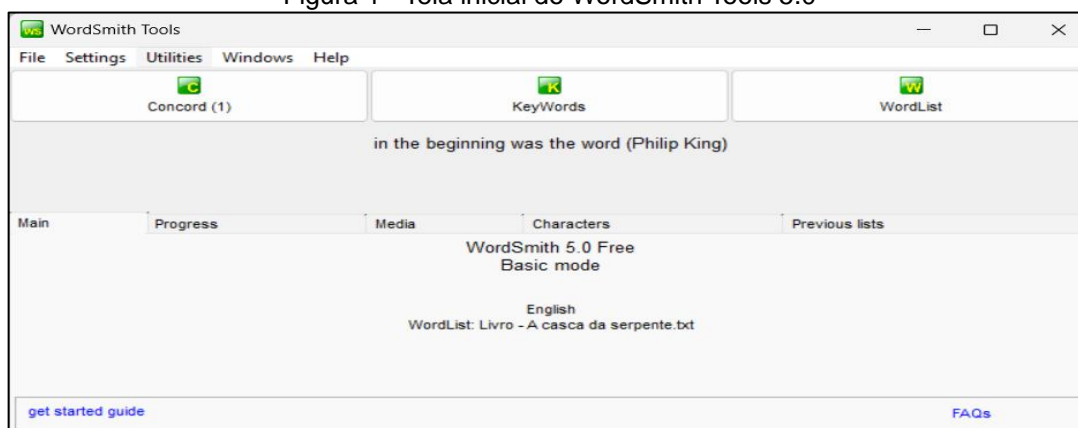 WordSmith Tools
File Settings Utilities Windows Help
C K W
Concord (1) KeyWords WordList
in the beginning was the word (Philip King)
Main Progress Media Characters Previous lists
WordSmith 5.0 Free
Basic mode
English
WordList: Livro - A casca da serpente.txt
get started guide FAQs